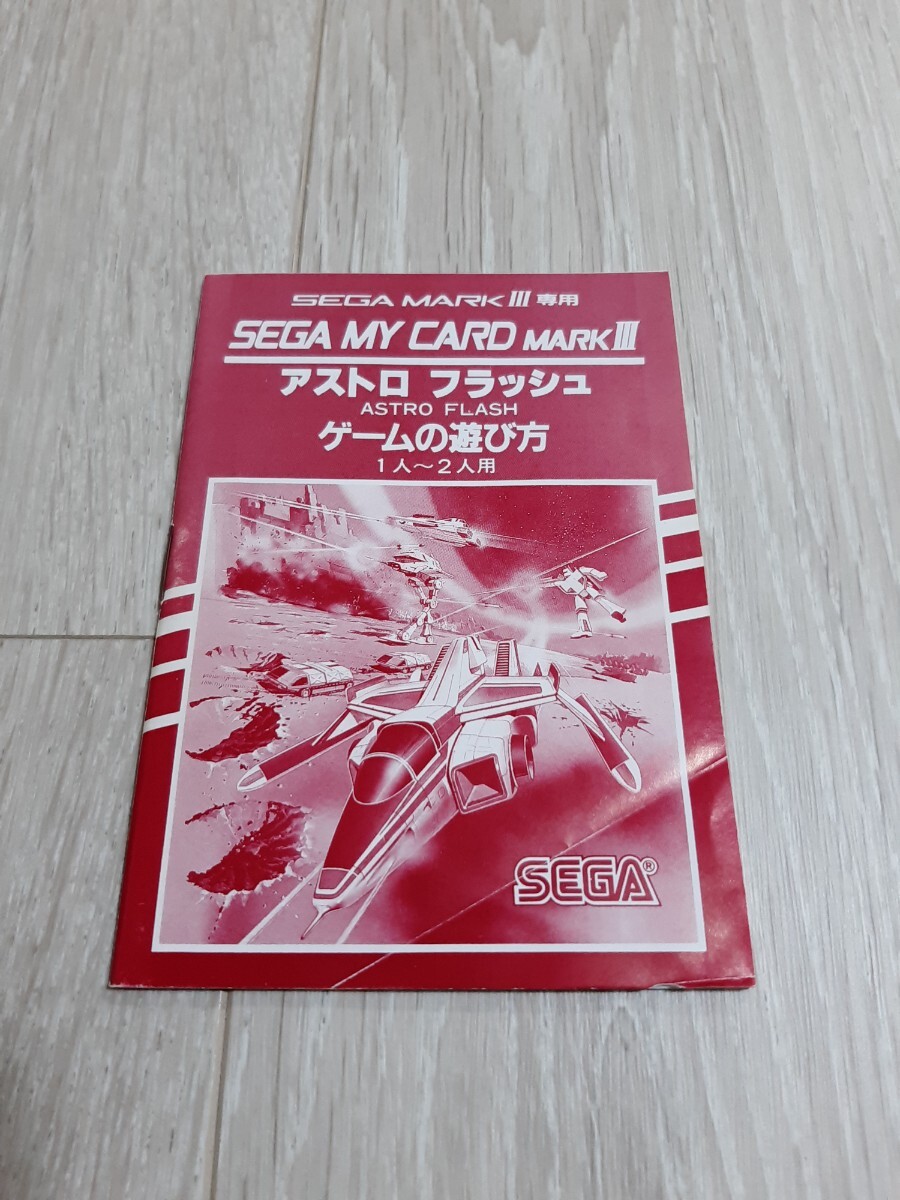 SEGA MARK III 専用
SEGA MY CARD MARK III
アストロ フラッシュ
ASTRO FLASH
ゲームの遊び方
1人〜2人用
SEGA®